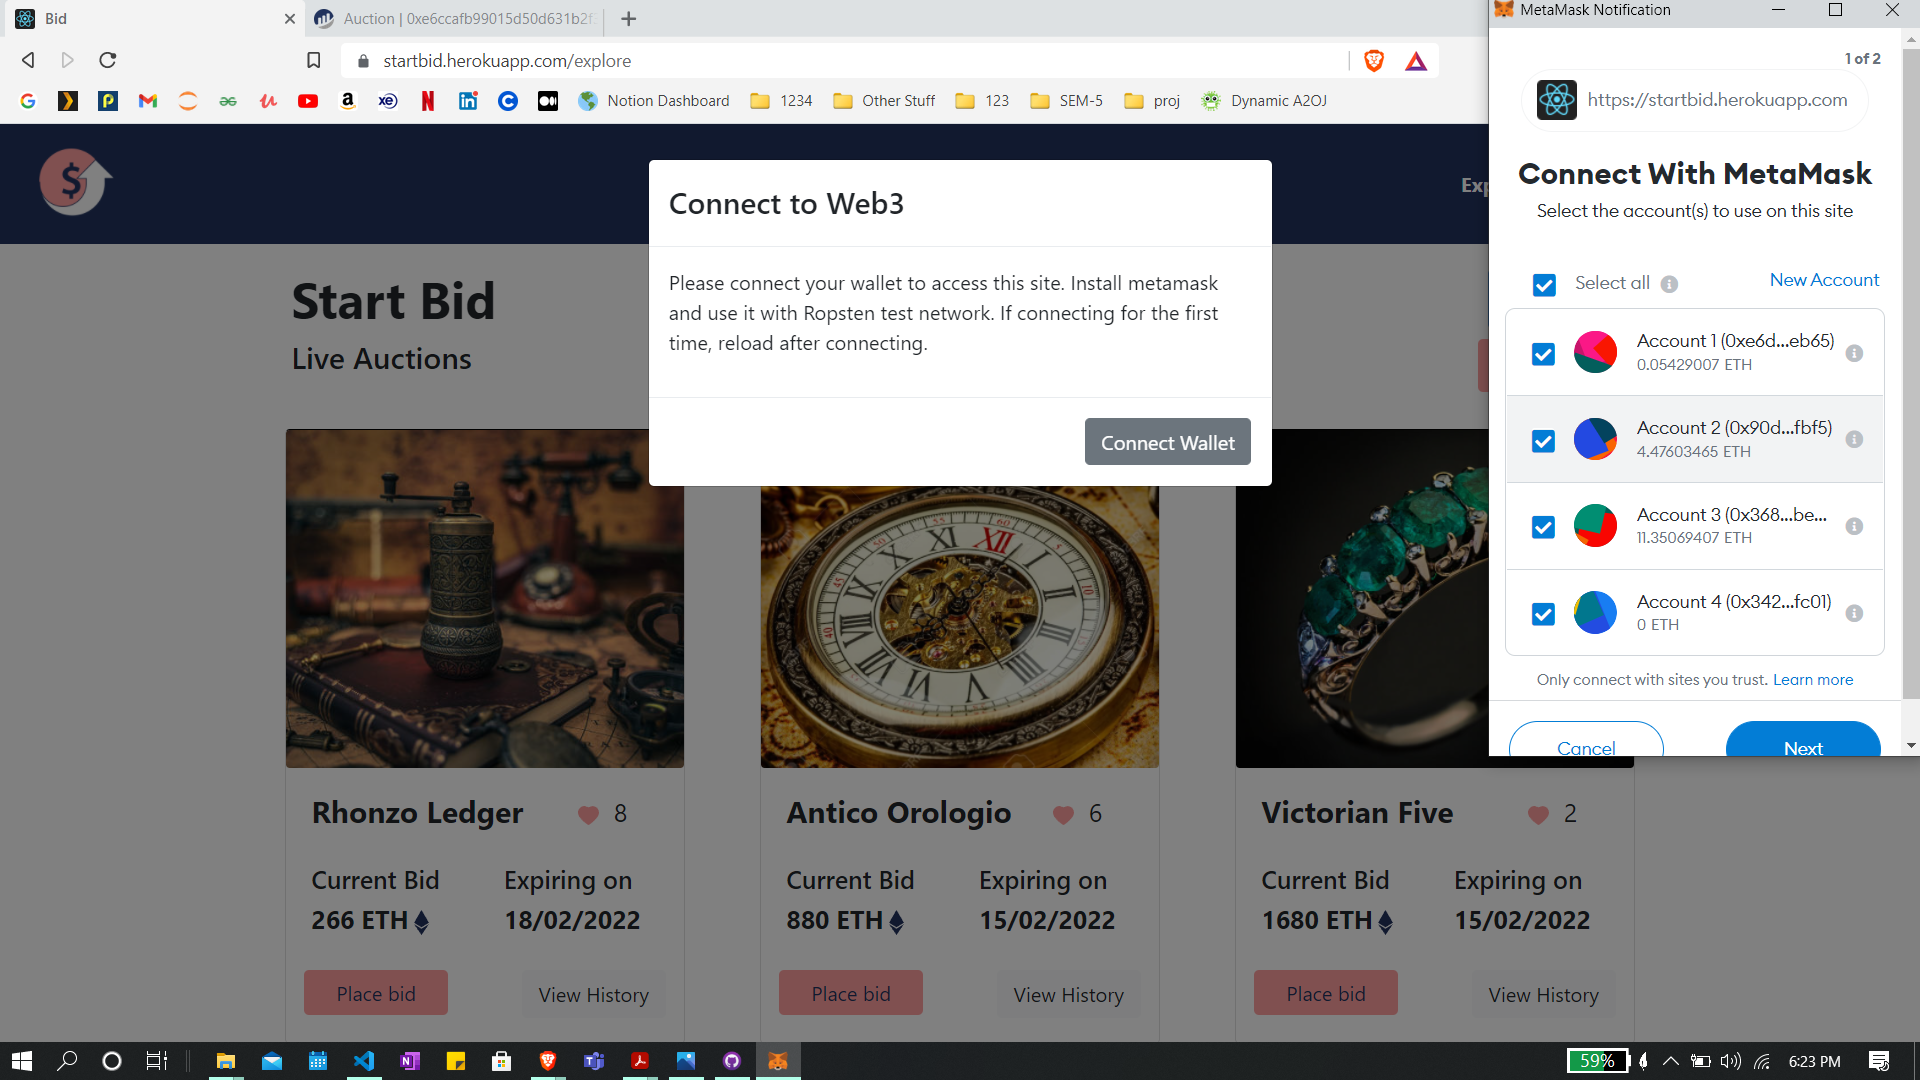 Bid
Auction | 0xe6ccafb99015d50d631b2f
startbid.herokuapp.com/explore
Notion Dashboard
1234
Other Stuff
123
SEM-5
proj
Dynamic A2OJ
Exp
Connect to Web3
Please connect your wallet to access this site. Install metamask
and use it with Ropsten test network. If connecting for the first
time, reload after connecting.
Connect Wallet
Start Bid
Live Auctions
Rhonzo Ledger
8
Current Bid
Expiring on
266 ETH
18/02/2022
Place bid
View History
Antico Orologio
6
Current Bid
Expiring on
880 ETH
15/02/2022
Place bid
View History
Victorian Five
2
Current Bid
Expiring on
1680 ETH
15/02/2022
Place bid
View History
MetaMask Notification
1 of 2
https://startbid.herokuapp.com
Connect With MetaMask
Select the account(s) to use on this site
Select all
New Account
Account 1 (0xe6d...eb65)
0.05429007 ETH
Account 2 (0x90d...fbf5)
4.47603465 ETH
Account 3 (0x368...be...
11.35069407 ETH
Account 4 (0x342...fc01)
0 ETH
Only connect with sites you trust. Learn more
Cancel
Next
59%
6:23 PM